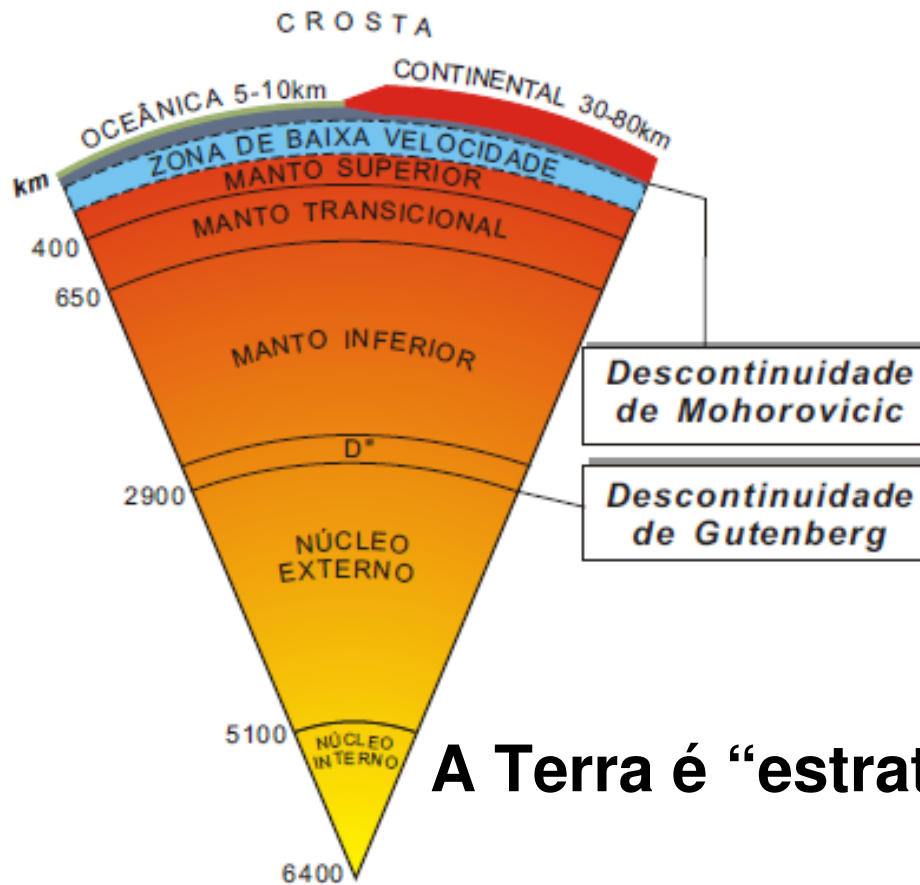 CROSTA
OCEÂNICA 5-10km
CONTINENTAL 30-80km
km
ZONA DE BAIXA VELOCIDADE
MANTO SUPERIOR
MANTO TRANSICIONAL
400
650
MANTO INFERIOR
Descontinuidade
de Mohorovicic
D"
2900
Descontinuidade
de Gutenberg
NÚCLEO
EXTERNO
5100
NÚCLEO
INTERNO
A Terra é “estrat
6400